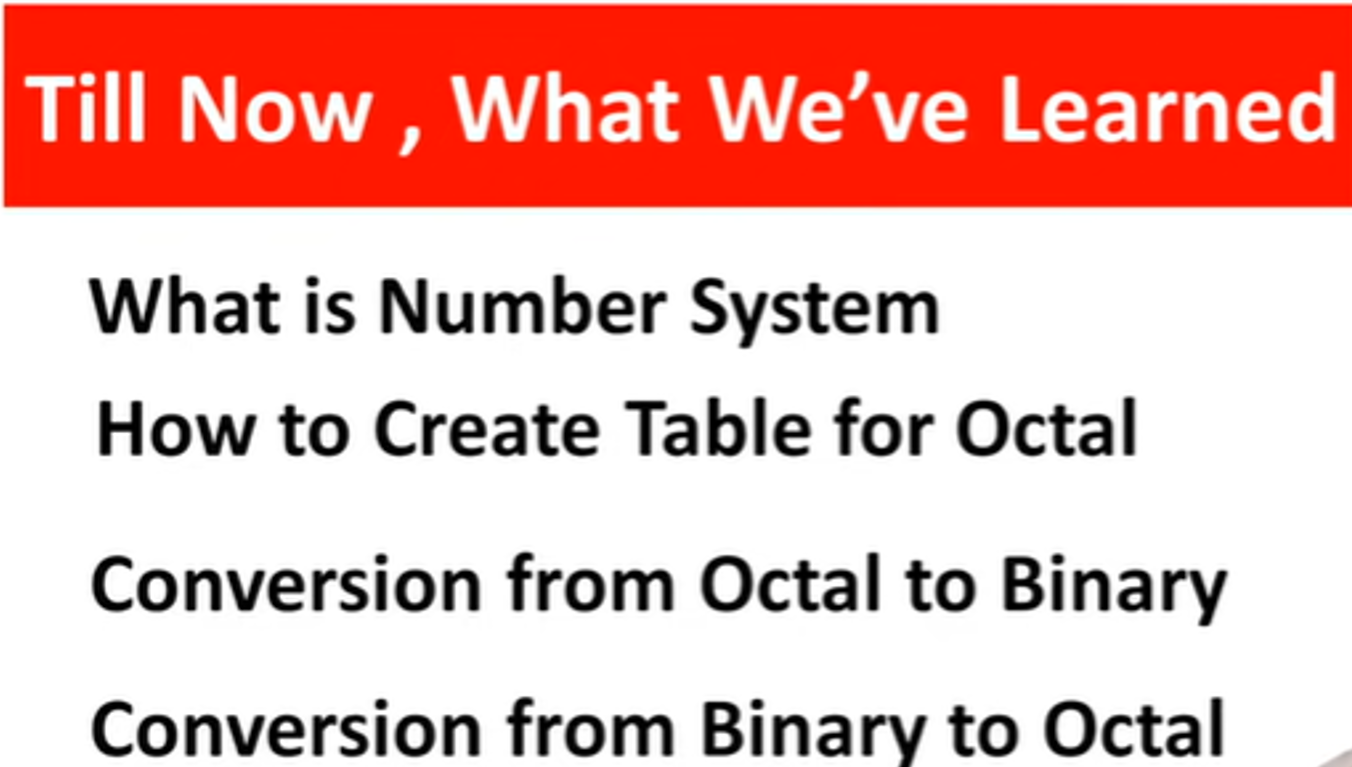 Till Now , What We’ve Learned
What is Number System
How to Create Table for Octal
Conversion from Octal to Binary
Conversion from Binary to Octal